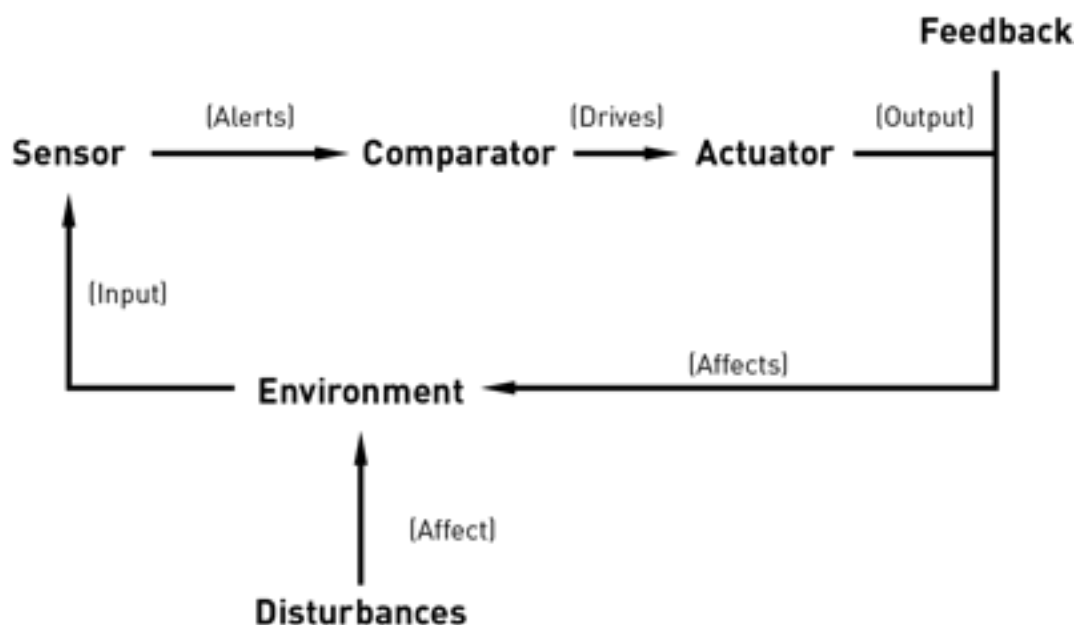 Feedback
(Alerts)
(Drives)
(Output)
Sensor
Comparator
Actuator
(Input)
(Affects)
Environment
(Affect)
Disturbances